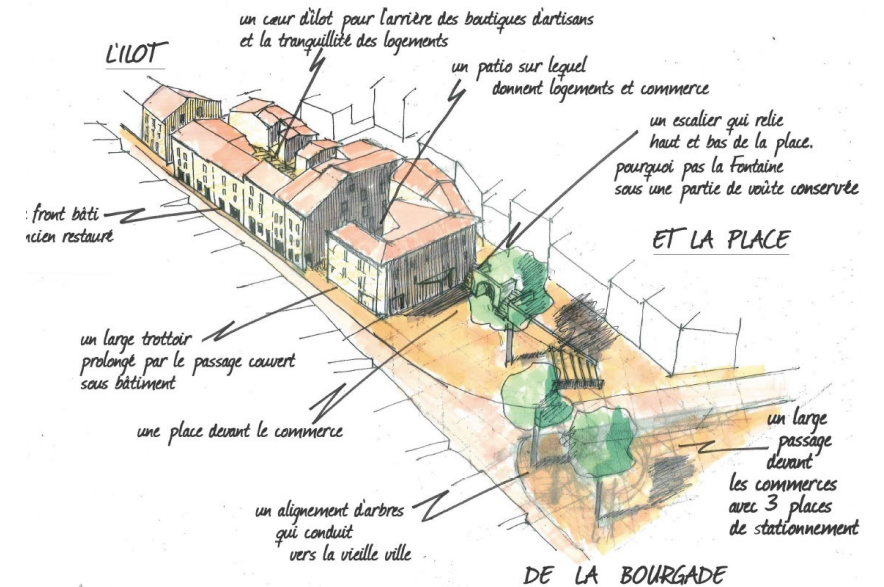 L'ILOT
un cœur d'ilot pour l'arrière des boutiques d'artisans
et la tranquillité des logements
un patio sur lequel
donnent logements et commerce
un escalier qui relie
haut et bas de la place.
pourquoi pas la Fontaine
sous une partie de voûte conservée
front bâti
ncien restauré
ET LA PLACE
un large trottoir
prolongé par le passage couvert
sous bâtiment
une place devant le commerce
un large
passage
devant
les commerces
avec 3 places
de stationnement
un alignement d'arbres
qui conduit
vers la vieille ville
DE LA BOURGADE